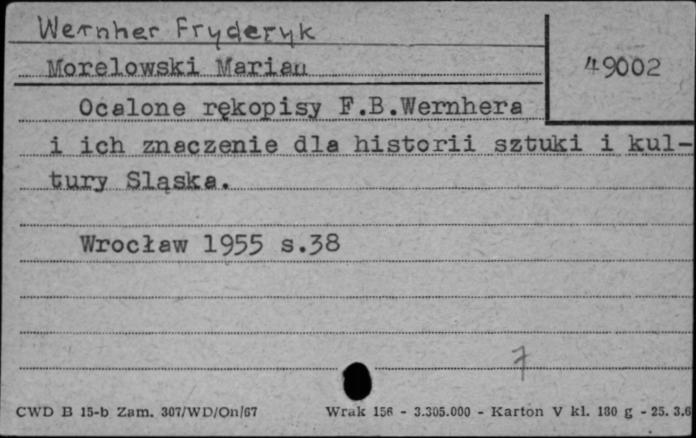 Wernher Fryderyk
Morelowski Marian
49002
Ocalone rękopisy F.B.Wernhera
i ich znaczenie dla historii sztuki i kul-
tury Sląska.
Wrocław 1955 s.38
7
CWD B 15-b Zam. 307/WD/On/67 Wrak 156 - 3.305.000 - Karton V kl. 180 g - 25. 3.6